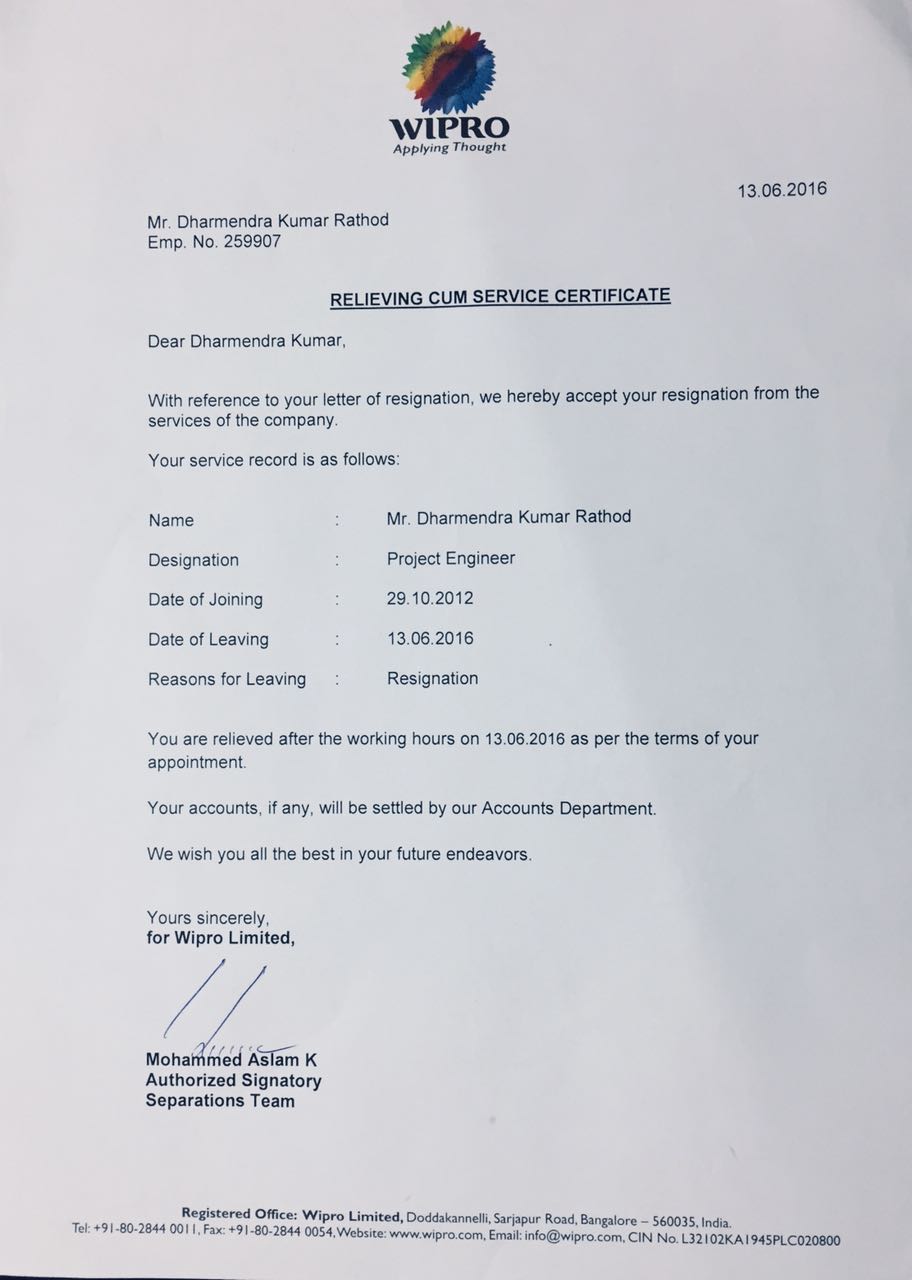 WIPRO
Applying Thought
13.06.2016
Mr. Dharmendra Kumar Rathod
Emp. No. 259907
RELIEVING CUM SERVICE CERTIFICATE
Dear Dharmendra Kumar,
With reference to your letter of resignation, we hereby accept your resignation from the
services of the company.
Your service record is as follows:
Name : Mr. Dharmendra Kumar Rathod
Designation : Project Engineer
Date of Joining : 29.10.2012
Date of Leaving : 13.06.2016
Reasons for Leaving : Resignation
You are relieved after the working hours on 13.06.2016 as per the terms of your
appointment.
Your accounts, if any, will be settled by our Accounts Department.
We wish you all the best in your future endeavors.
Yours sincerely,
for Wipro Limited,
Mohammed Aslam K
Authorized Signatory
Separations Team
Registered Office: Wipro Limited, Doddakannelli, Sarjapur Road, Bangalore – 560035, India.
Tel: +91-80-2844 0011, Fax: +91-80-2844 0054, Website: www.wipro.com, Email: info@wipro.com, CIN No. L32102KA1945PLC020800